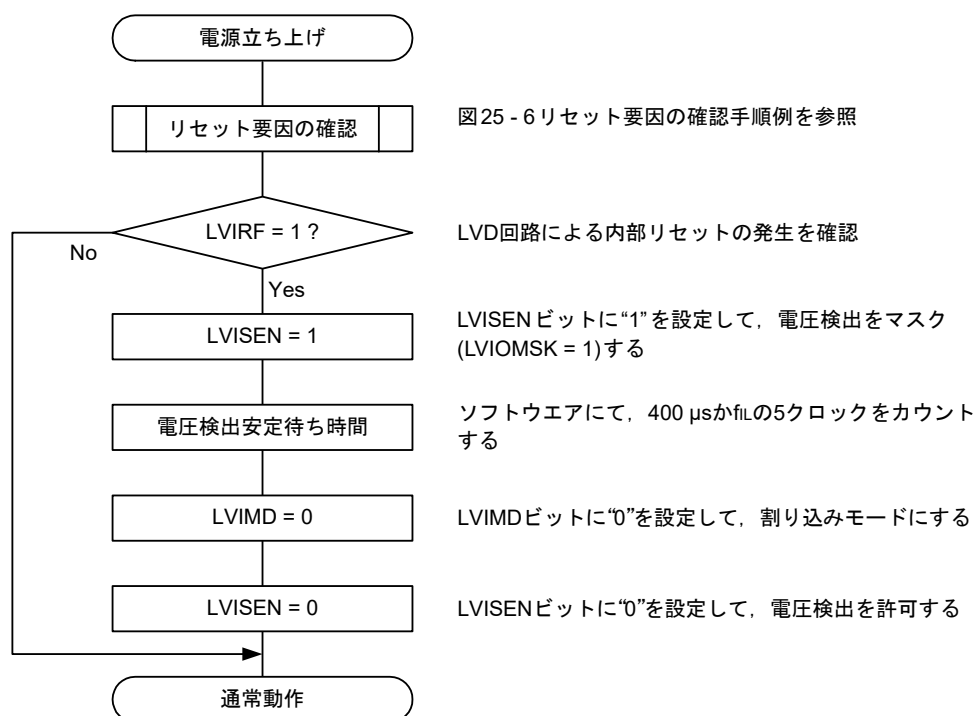 電源立ち上げ
リセット要因の確認
図25 - 6リセット要因の確認手順例を参照
LVIRF = 1 ?
LVD回路による内部リセットの発生を確認
No
Yes
LVISEN = 1
LVISENビットに“1”を設定して，電圧検出をマスク
(LVIOMSK = 1)する
電圧検出安定待ち時間
ソフトウエアにて，400 µsかfILの5クロックをカウント
する
LVIMD = 0
LVIMDビットに“0”を設定して，割り込みモードにする
LVISEN = 0
LVISENビットに“0”を設定して，電圧検出を許可する
通常動作